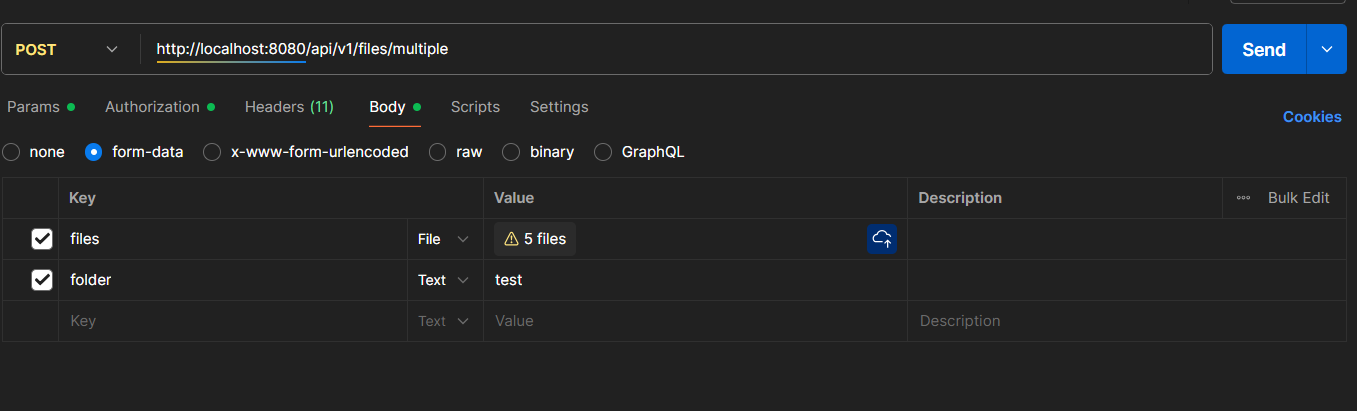 POST http://localhost:8080/api/v1/files/multiple Send
Params Authorization Headers (11) Body Scripts Settings
Cookies
none form-data x-www-form-urlencoded raw binary GraphQL
Key Value Description Bulk Edit
files File 5 files
folder Text test
Key Text Value Description